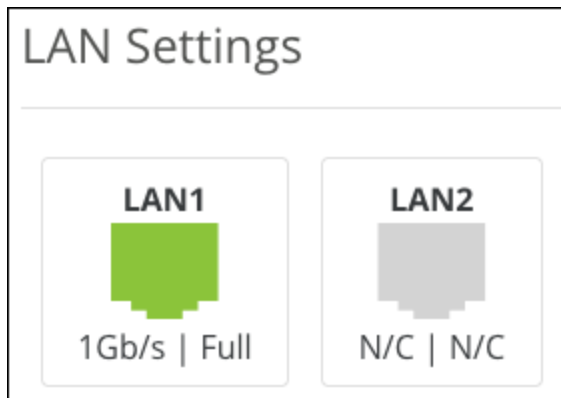 LAN Settings
LAN1
1Gb/s | Full
LAN2
N/C | N/C